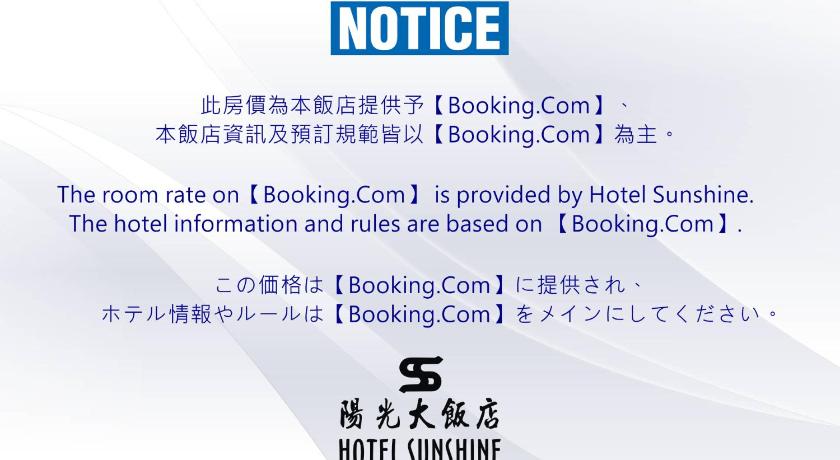 NOTICE
此房價為本飯店提供予【Booking.Com】、
本飯店資訊及預訂規範皆以【Booking.Com】為主。
The room rate on【Booking.Com】 is provided by Hotel Sunshine.
The hotel information and rules are based on 【Booking.Com】.
この価格は【Booking.Com】に提供され、
ホテル情報やルールは【Booking.Com】をメインにしてください。
陽光大飯店
HOTEL SUNSHINE